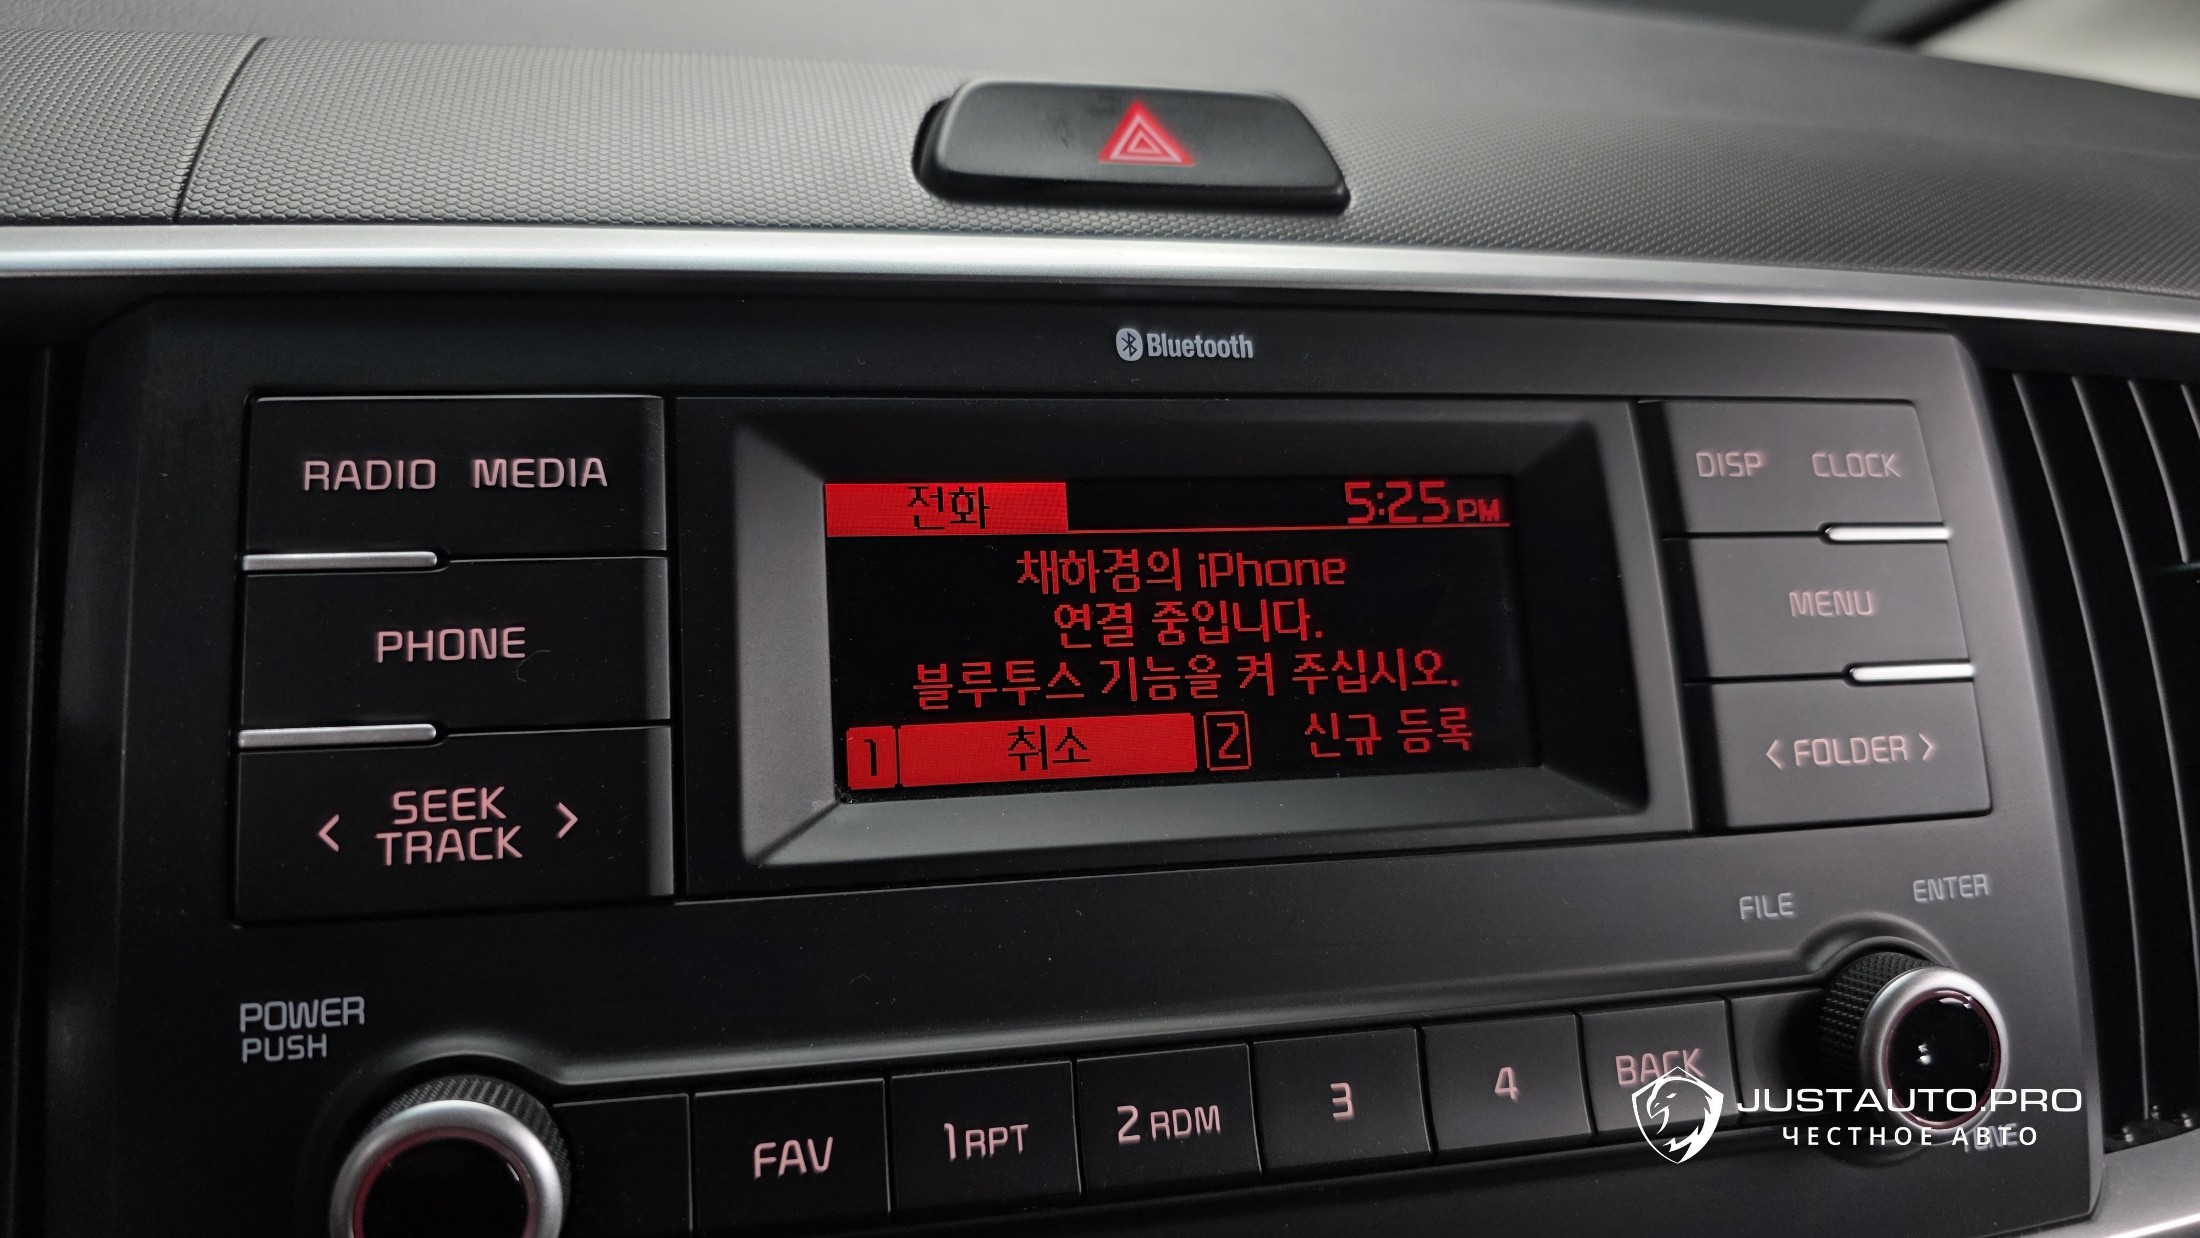 Bluetooth
RADIO MEDIA
PHONE
< SEEK TRACK >
전화 5:25 PM
채하경의 iPhone
연결 중입니다.
블루투스 기능을 켜 주십시오.
1 취소 2 신규 등록
DISP CLOCK
MENU
< FOLDER >
FILE
ENTER
POWER
PUSH
FAV
1 RPT
2 RDM
3
4
BACK
TUNE
JUSTAUTO.PRO
ЧЕСТНОЕ АВТО